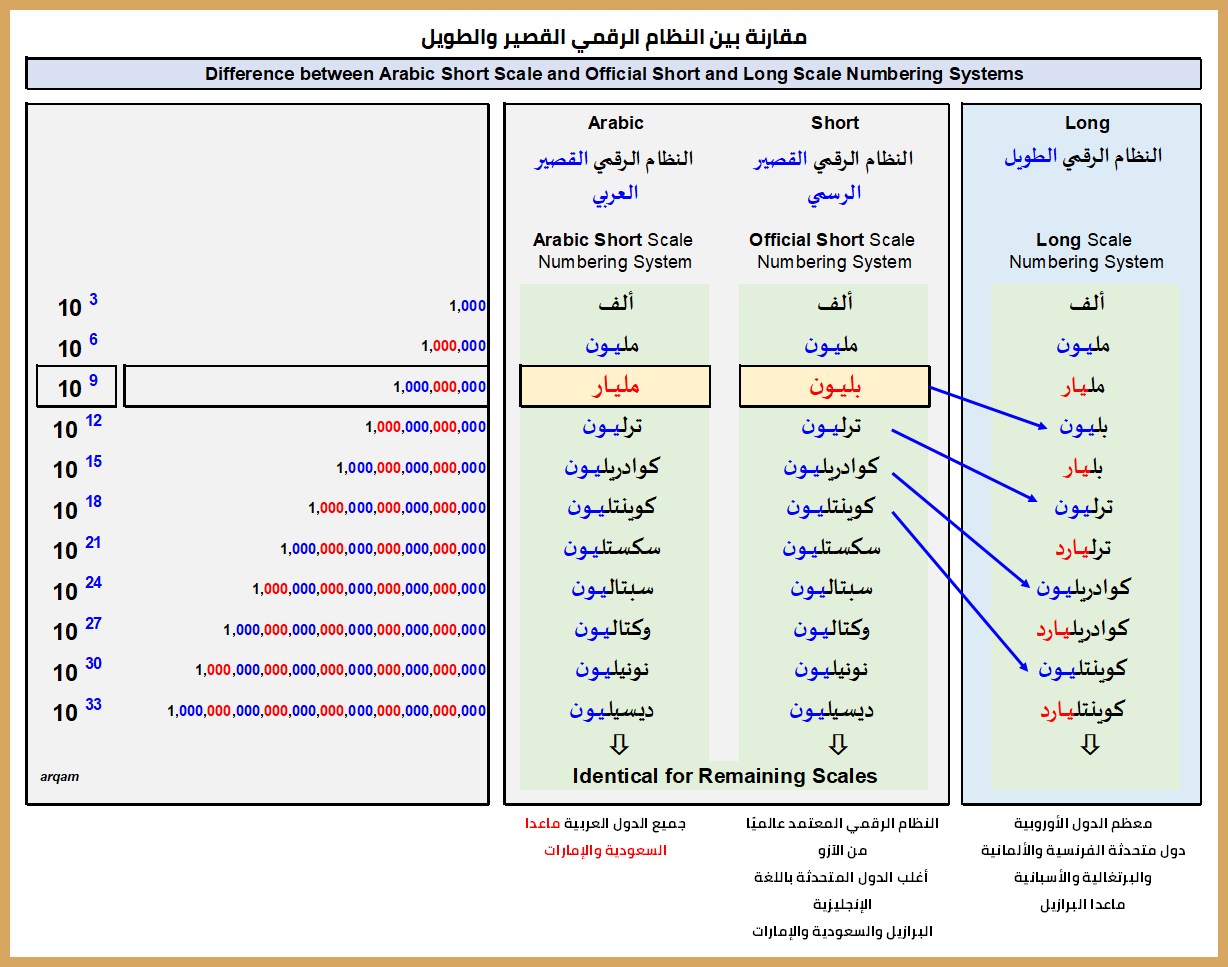 مقارنة بين النظام الرقمي القصير والطويل
Difference between Arabic Short Scale and Official Short and Long Scale Numbering Systems
Arabic Short Long
النظام الرقمي القصير النظام الرقمي القصير النظام الرقمي الطويل
العربي الرسمي
Arabic Short Scale Official Short Scale Long Scale
Numbering System Numbering System Numbering System
10 3 1,000 ألف ألف ألف
10 6 1,000,000 مليون مليون مليون
10 9 1,000,000,000 مليار بليون مليار
10 12 1,000,000,000,000 ترليون ترليون بليون
10 15 1,000,000,000,000,000 كوادريليون كوادريليون بليار
10 18 1,000,000,000,000,000,000 كوينتليون كوينتليون ترليون
10 21 1,000,000,000,000,000,000,000 سكستليون سكستليون ترليارد
10 24 1,000,000,000,000,000,000,000,000 سبتاليون سبتاليون كوادريليون
10 27 1,000,000,000,000,000,000,000,000,000 وكتاليون وكتاليون كوادريليارد
10 30 1,000,000,000,000,000,000,000,000,000,000 نونيليون نونيليون كوينتليون
10 33 1,000,000,000,000,000,000,000,000,000,000,000 ديسيليون ديسيليون كوينتليارد
arqam Identical for Remaining Scales
جميع الدول العربية ماعدا
السعودية والإمارات
النظام الرقمي المعتمد عالميًا
من الآزو
أغلب الدول المتحدثة باللغة
الإنجليزية
البرازيل والسعودية والإمارات
معظم الدول الأوروبية
دول متحدثة الفرنسية والألمانية
والبرتغالية والأسبانية
ماعدا البرازيل